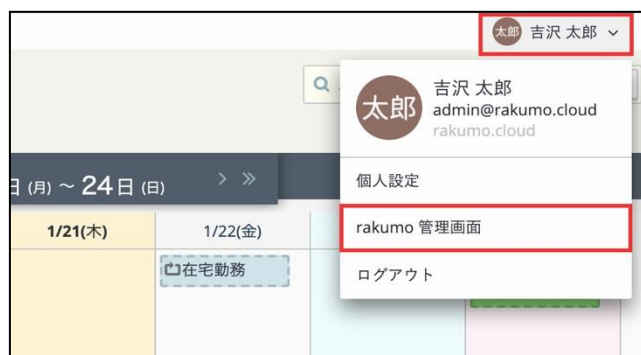 太郎 吉沢 太郎
太郎
吉沢 太郎
admin@rakumo.cloud
rakumo.cloud
(月) ~ 24日 (日)
個人設定
1/21(木) 1/22(金)
rakumo 管理画面
在宅勤務
ログアウト